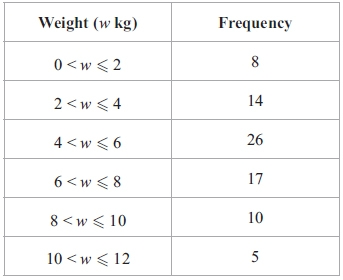 Weight (w kg) Frequency
0 < w ⩽ 2 8
2 < w ⩽ 4 14
4 < w ⩽ 6 26
6 < w ⩽ 8 17
8 < w ⩽ 10 10
10 < w ⩽ 12 5